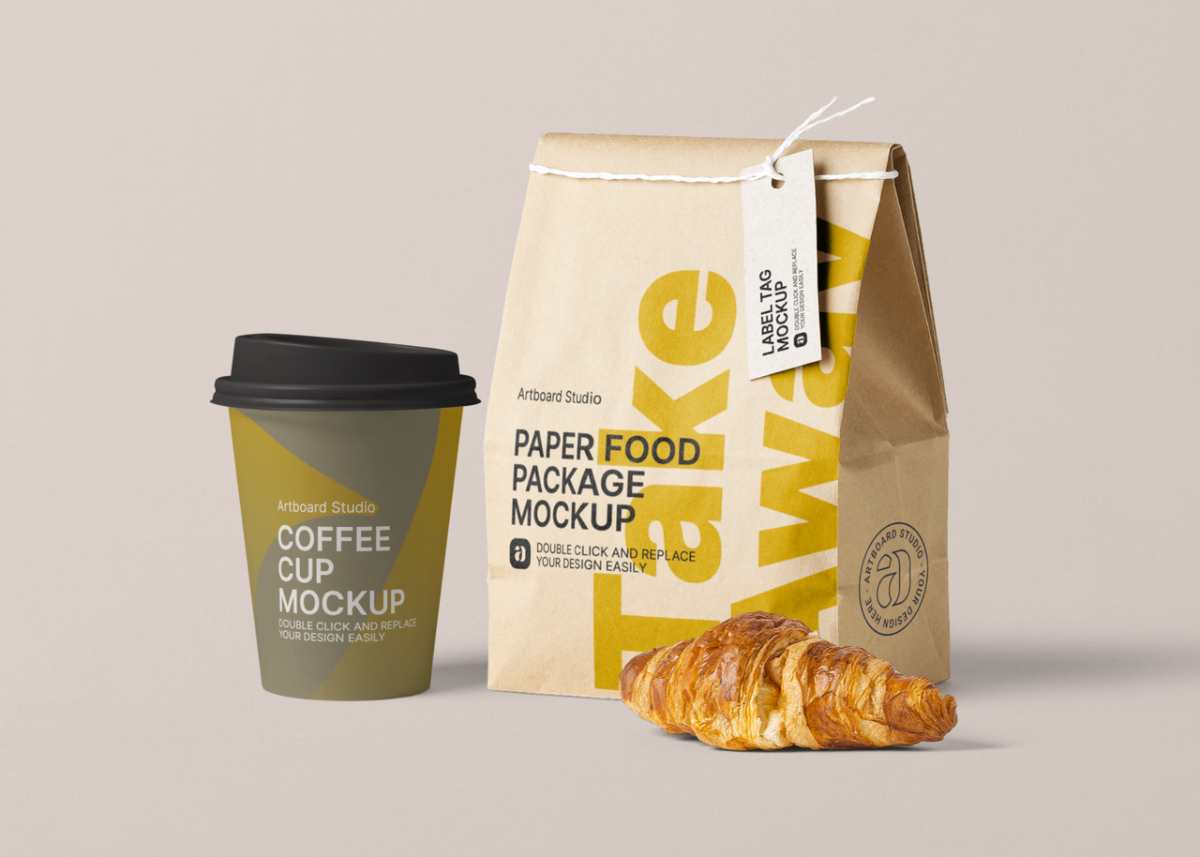 Artboard Studio
COFFEE
CUP
MOCKUP
DOUBLE CLICK AND REPLACE
YOUR DESIGN EASILY
Artboard Studio
PAPER FOOD
PACKAGE
MOCKUP
a
DOUBLE CLICK AND REPLACE
YOUR DESIGN EASILY
Take
Away
LABEL TAG
MOCKUP
a
DOUBLE CLICK AND REPLACE
YOUR DESIGN EASILY
ARTBOARD STUDIO · YOUR DESIGN HERE ·
a